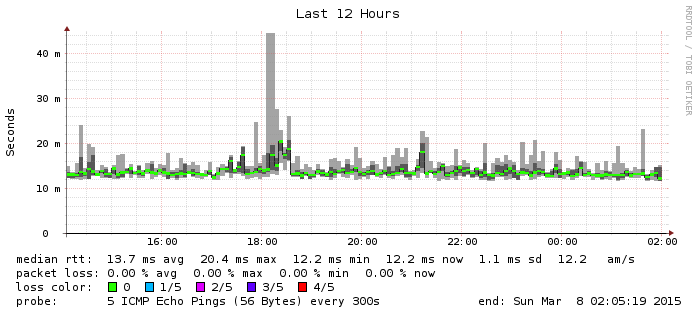 Last 12 Hours
RRDTOOL / TOBI OETIKER
Seconds
40 m
30 m
20 m
10 m
0
16:00 18:00 20:00 22:00 00:00 02:00
median rtt: 13.7 ms avg 20.4 ms max 12.2 ms min 12.2 ms now 1.1 ms sd 12.2 am/s
packet loss: 0.00 % avg 0.00 % max 0.00 % min 0.00 % now
loss color: 0 1/5 2/5 3/5 4/5
probe: 5 ICMP Echo Pings (56 Bytes) every 300s end: Sun Mar 8 02:05:19 2015